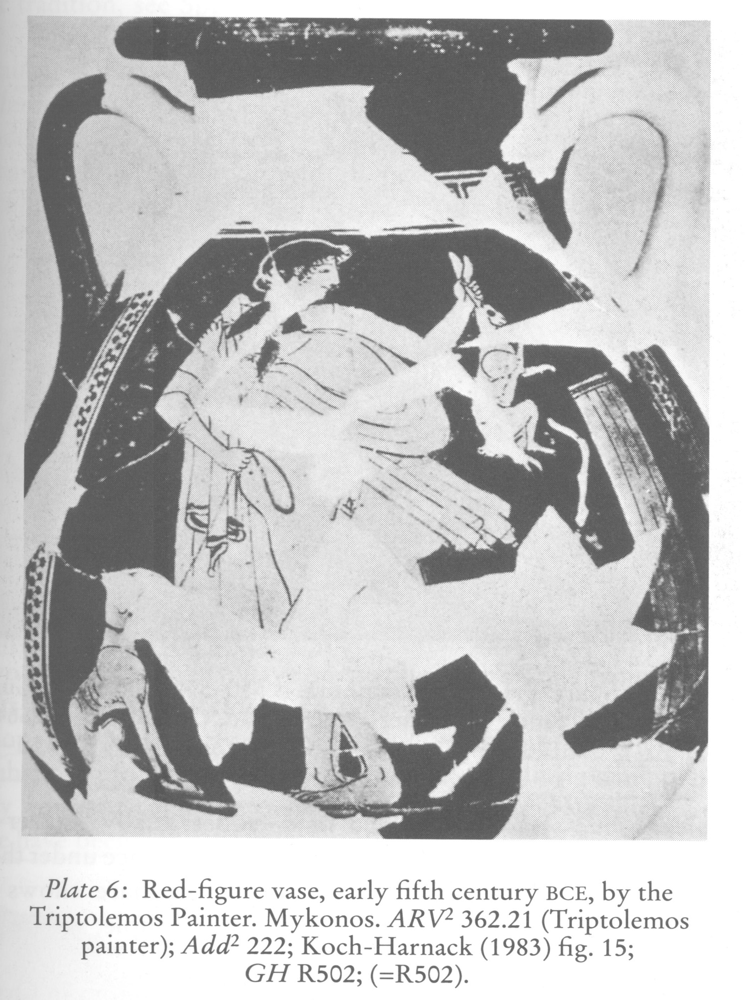 Plate 6: Red-figure vase, early fifth century BCE, by the
Triptolemos Painter. Mykonos. ARV² 362.21 (Triptolemos
painter); Add² 222; Koch-Harnack (1983) fig. 15;
GH R502; (=R502).